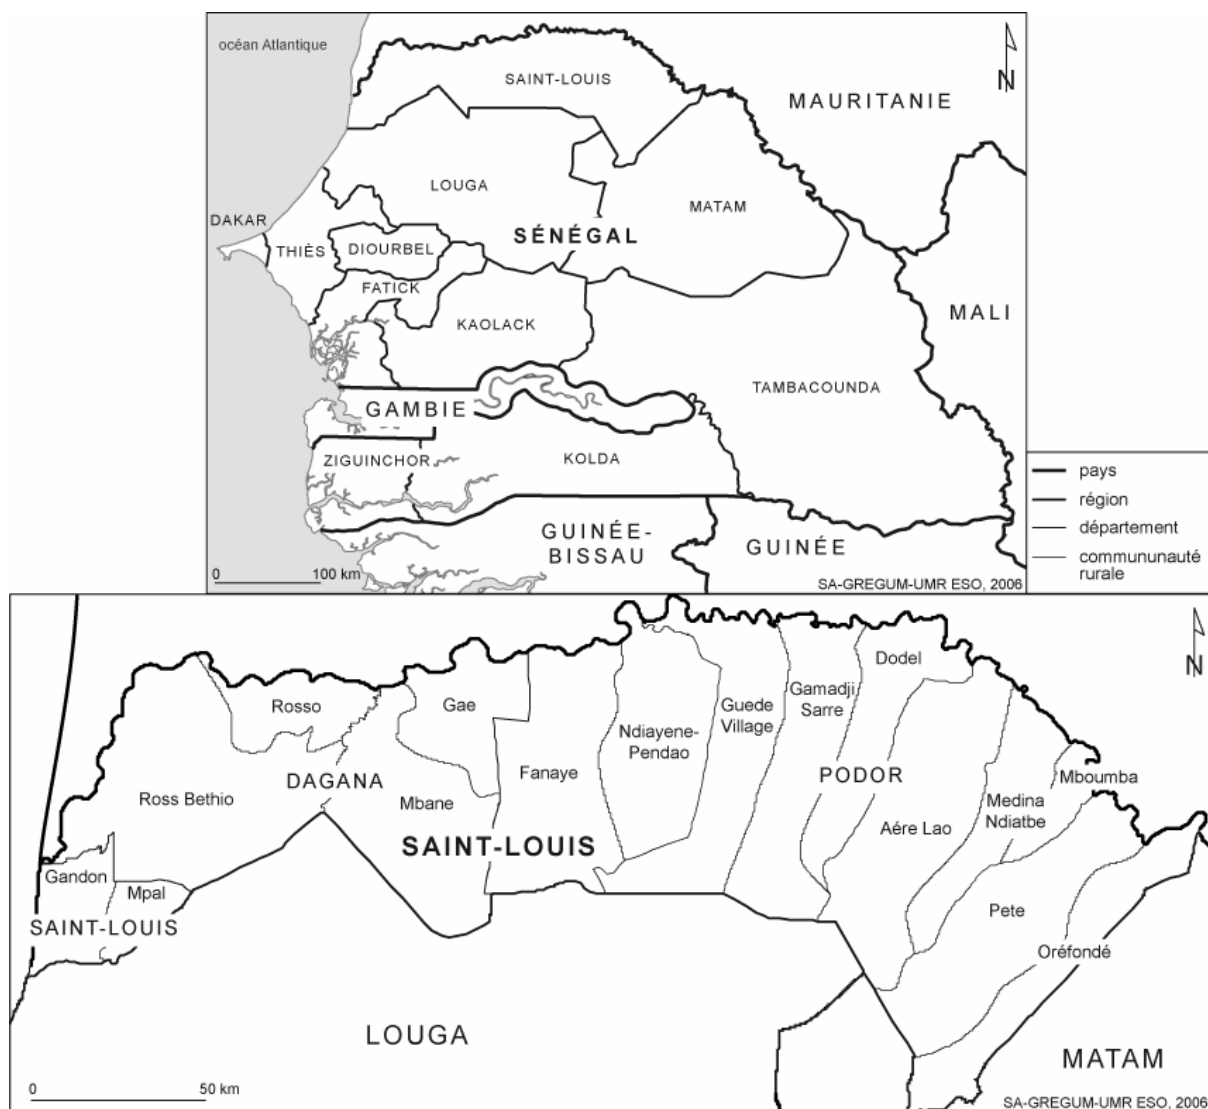 océan Atlantique
N
SAINT-LOUIS
MAURITANIE
LOUGA
MATAM
DAKAR
SÉNÉGAL
THIÈS
DIOURBEL
FATICK
MALI
KAOLACK
TAMBACOUNDA
GAMBIE
ZIGUINCHOR
KOLDA
GUINÉE-
BISSAU
GUINÉE
0 100 km
SA-GREGUM-UMR ESO, 2006
pays
région
département
commununauté
rurale
N
Dodel
Rosso
Gae
Gamadji
Sarre
Guede
Village
Ndiayene-
Pendao
Fanaye
DAGANA
PODOR
Mboumba
Ross Bethio
Mbane
Medina
Ndiatbe
Aére Lao
SAINT-LOUIS
Gandon
Mpal
SAINT-LOUIS
Pete
Oréfondé
LOUGA
MATAM
0 50 km
SA-GREGUM-UMR ESO, 2006